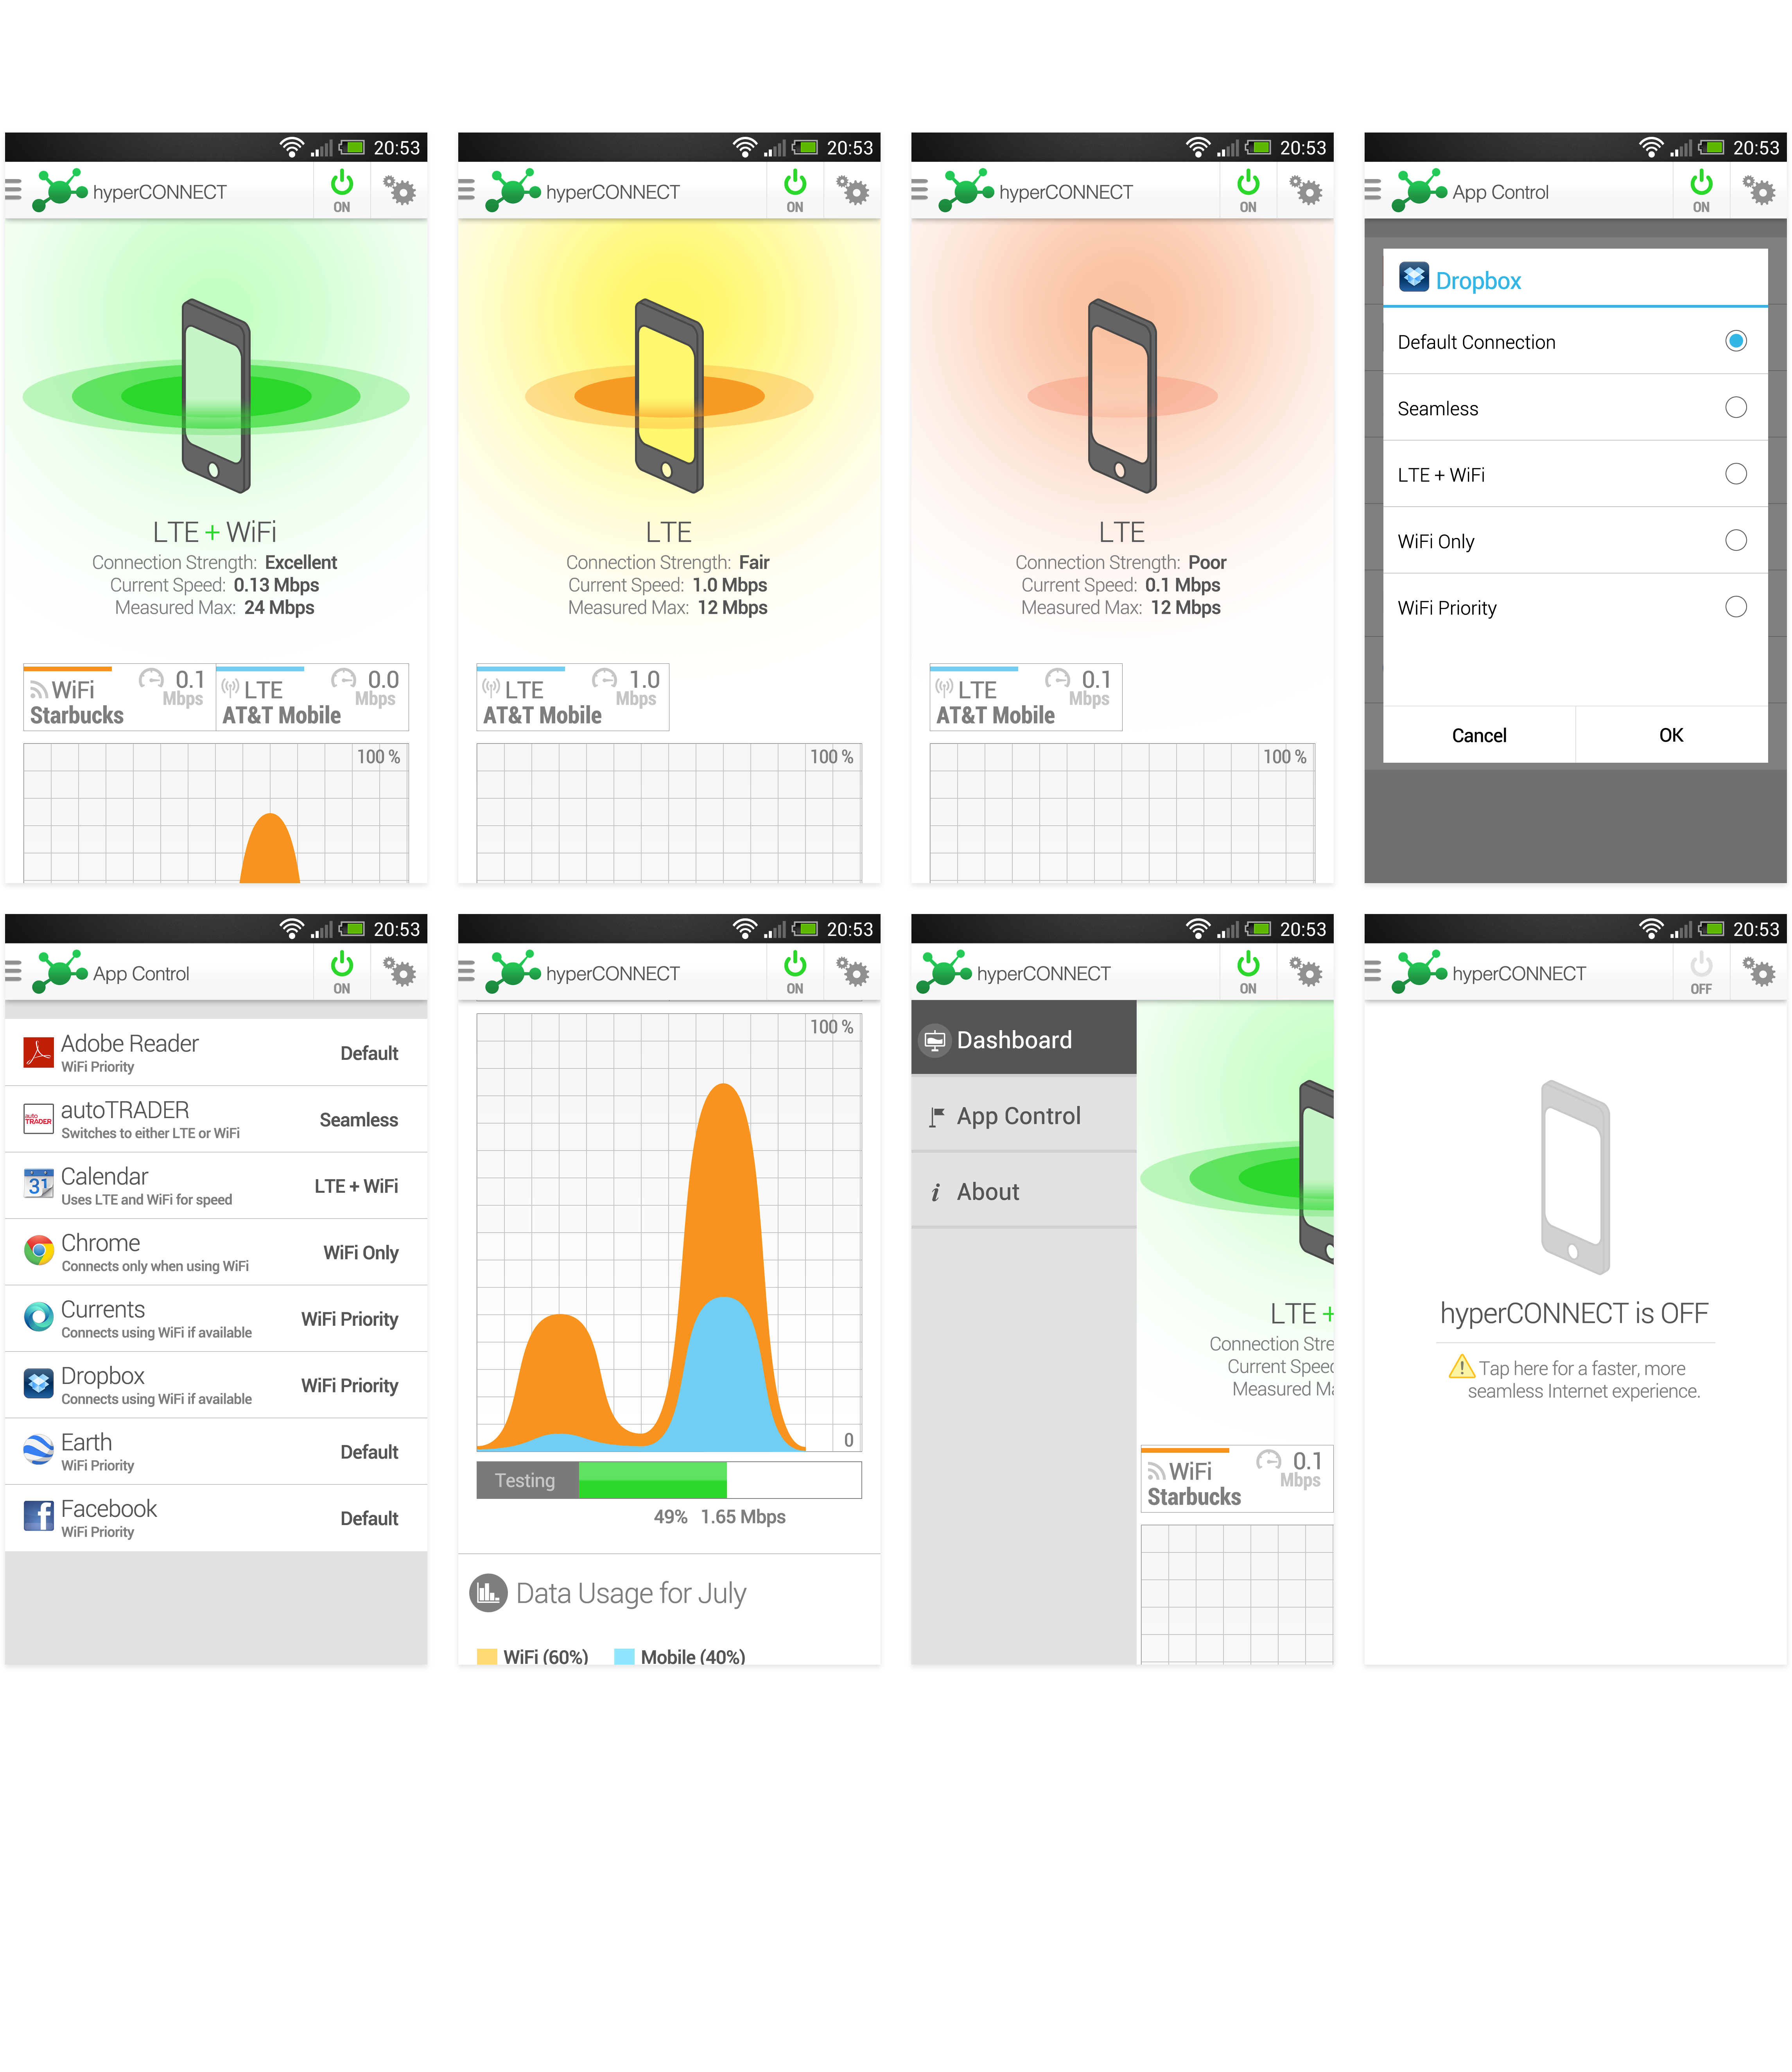 20:53
hyperCONNECT
ON
LTE + WiFi
Connection Strength: Excellent
Current Speed: 0.13 Mbps
Measured Max: 24 Mbps
WiFi
0.1
Mbps
Starbucks
LTE
0.0
Mbps
AT&T Mobile
100 %
20:53
hyperCONNECT
ON
LTE
Connection Strength: Fair
Current Speed: 1.0 Mbps
Measured Max: 12 Mbps
LTE
1.0
Mbps
AT&T Mobile
100 %
20:53
hyperCONNECT
ON
LTE
Connection Strength: Poor
Current Speed: 0.1 Mbps
Measured Max: 12 Mbps
LTE
0.1
Mbps
AT&T Mobile
100 %
20:53
App Control
ON
Dropbox
Default Connection
Seamless
LTE + WiFi
WiFi Only
WiFi Priority
Cancel
OK
20:53
App Control
ON
Adobe Reader
WiFi Priority
Default
auto
TRADER
autoTRADER
Switches to either LTE or WiFi
Seamless
31
Calendar
Uses LTE and WiFi for speed
LTE + WiFi
Chrome
Connects only when using WiFi
WiFi Only
Currents
Connects using WiFi if available
WiFi Priority
Dropbox
Connects using WiFi if available
WiFi Priority
Earth
WiFi Priority
Default
Facebook
WiFi Priority
Default
20:53
hyperCONNECT
ON
100 %
0
Testing
49% 1.65 Mbps
Data Usage for July
WiFi (60%)
Mobile (40%)
20:53
hyperCONNECT
ON
Dashboard
App Control
About
LTE +
Connection Stre
Current Speed
Measured Ma
WiFi
0.1
Mbps
Starbucks
20:53
hyperCONNECT
OFF
hyperCONNECT is OFF
Tap here for a faster, more
seamless Internet experience.